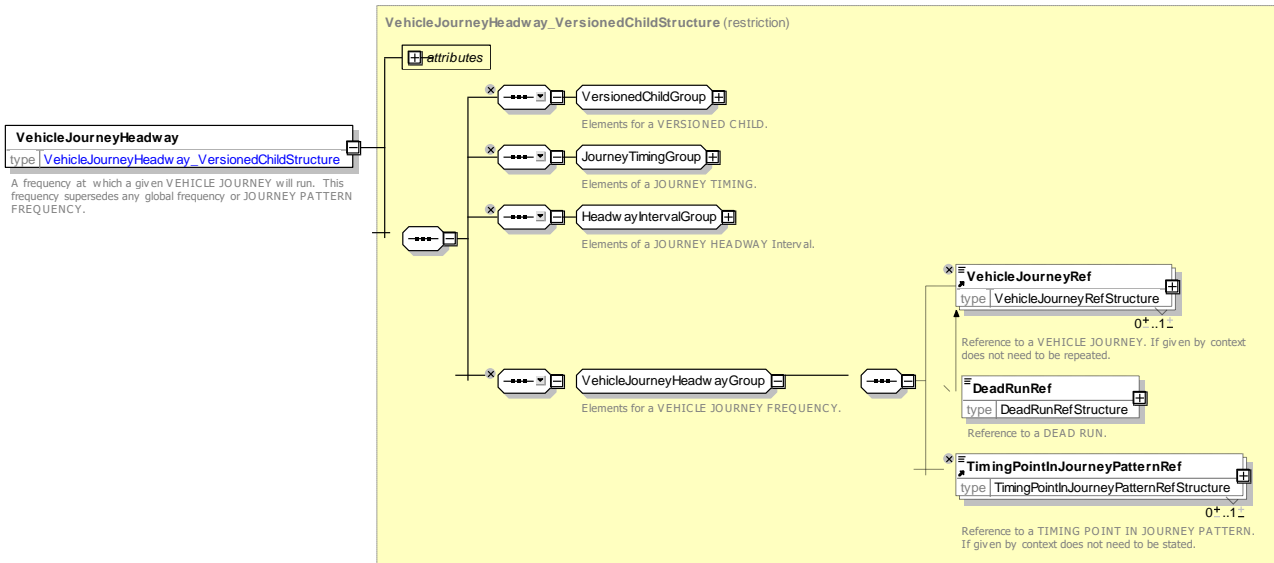 VehicleJourneyHeadway_VersionedChildStructure (restriction)
attributes
VersionedChildGroup
Elements for a VERSIONED CHILD.
VehicleJourneyHeadway
type VehicleJourneyHeadway_VersionedChildStructure
A frequency at which a given VEHICLE JOURNEY will run. This
frequency supersedes any global frequency or JOURNEY PATTERN
FREQUENCY.
JourneyTimingGroup
Elements of a JOURNEY TIMING.
HeadwayIntervalGroup
Elements of a JOURNEY HEADWAY Interval.
VehicleJourneyRef
type VehicleJourneyRefStructure
0..1
Reference to a VEHICLE JOURNEY. If given by context
does not need to be repeated.
VehicleJourneyHeadwayGroup
Elements for a VEHICLE JOURNEY FREQUENCY.
DeadRunRef
type DeadRunRefStructure
Reference to a DEAD RUN.
TimingPointInJourneyPatternRef
type TimingPointInJourneyPatternRefStructure
0..1
Reference to a TIMING POINT IN JOURNEY PATTERN.
If given by context does not need to be stated.